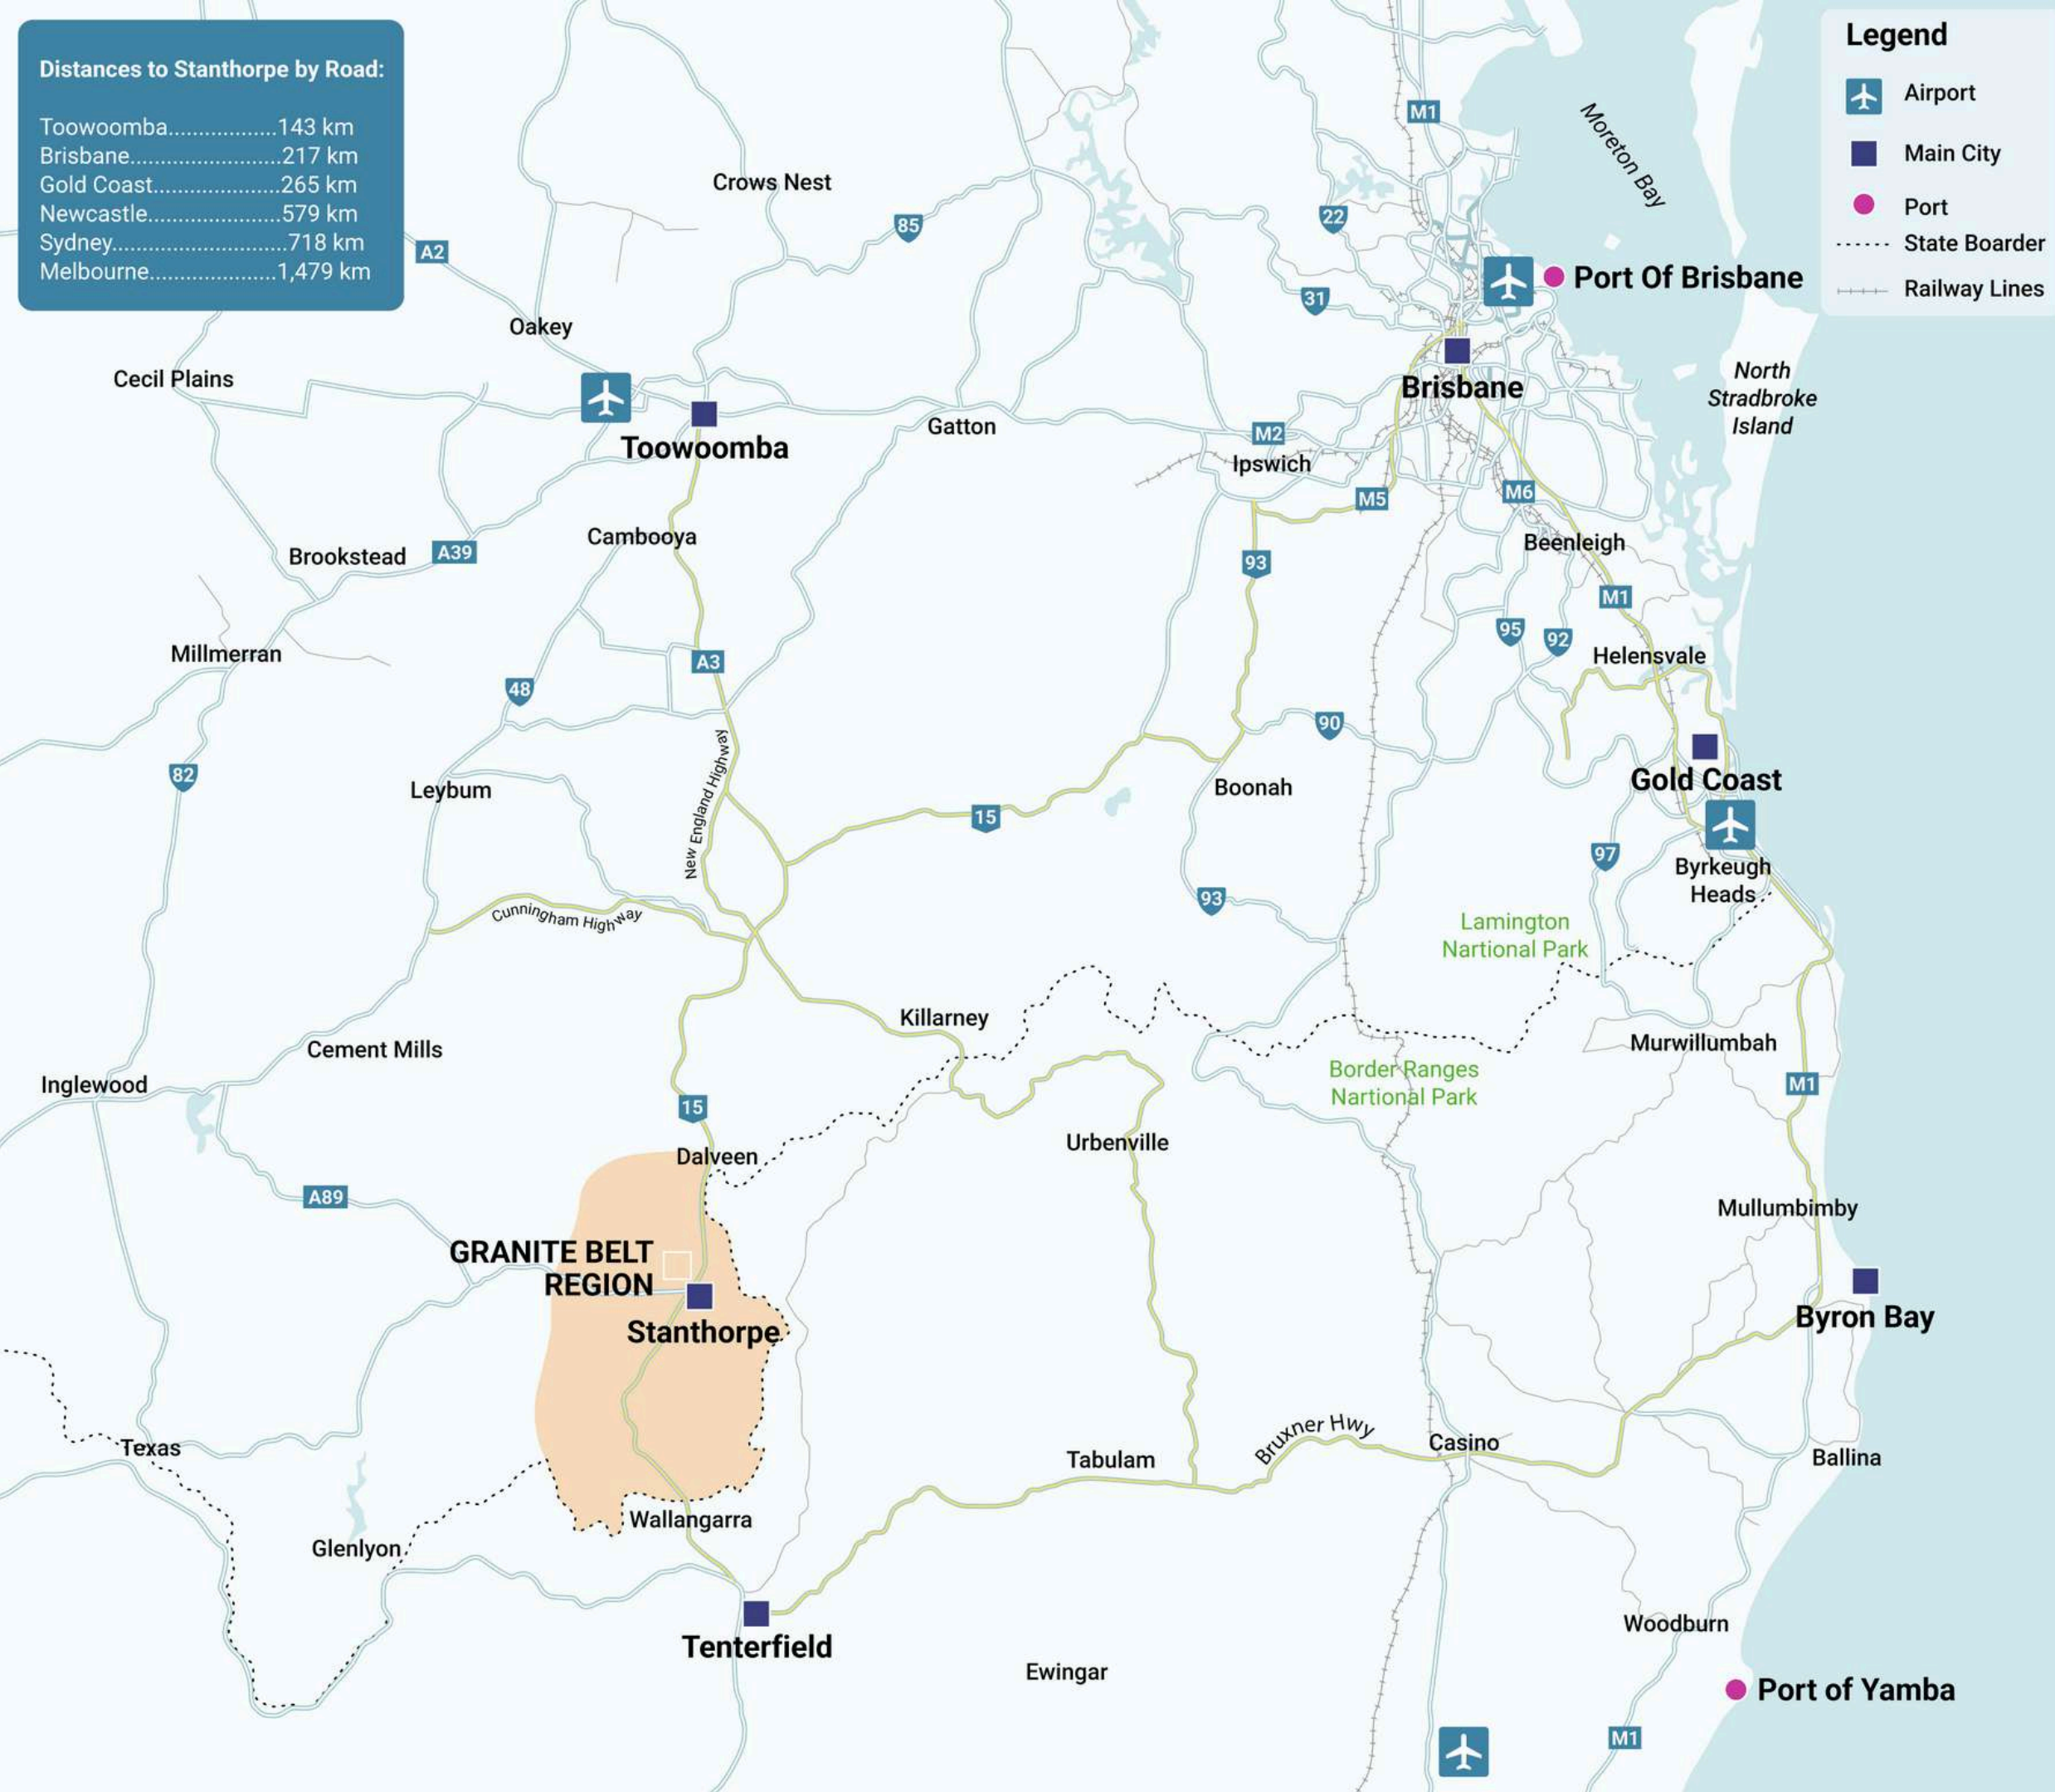 Distances to Stanthorpe by Road:
Toowoomba..................143 km
Brisbane.........................217 km
Gold Coast.....................265 km
Newcastle......................579 km
Sydney.............................718 km
Melbourne.....................1,479 km
Legend
Airport
Main City
Port
State Boarder
Railway Lines
M1
Moreton Bay
Crows Nest
22
85
A2
Port Of Brisbane
31
Oakey
Brisbane
North
Stradbroke
Island
Cecil Plains
Toowoomba
Gatton
M2
Ipswich
M5
M6
Cambooya
Brookstead
A39
93
Beenleigh
M1
95
92
Millmerran
A3
Helensvale
48
90
82
Leybum
New England Highway
Boonah
Gold Coast
15
97
Byrkeugh
Heads
93
Cunningham Highway
Lamington
Nartional Park
Killarney
Cement Mills
Murwillumbah
Border Ranges
Nartional Park
Inglewood
M1
15
Dalveen
Urbenville
A89
Mullumbimby
GRANITE BELT
REGION
Stanthorpe
Byron Bay
Bruxner Hwy
Texas
Tabulam
Casino
Ballina
Wallangarra
Glenlyon
Tenterfield
Woodburn
Ewingar
Port of Yamba
M1